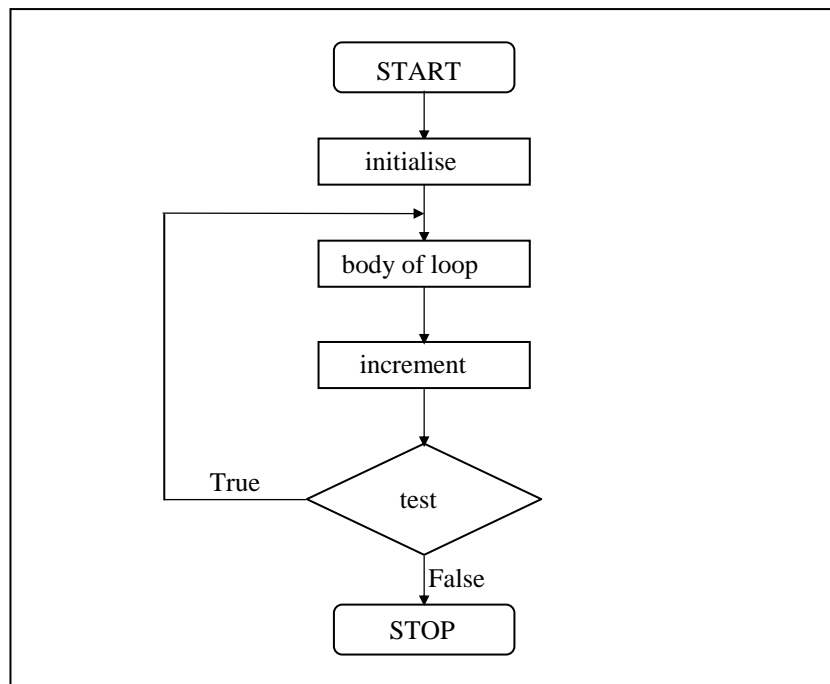 START
initialise
body of loop
increment
True
test
False
STOP